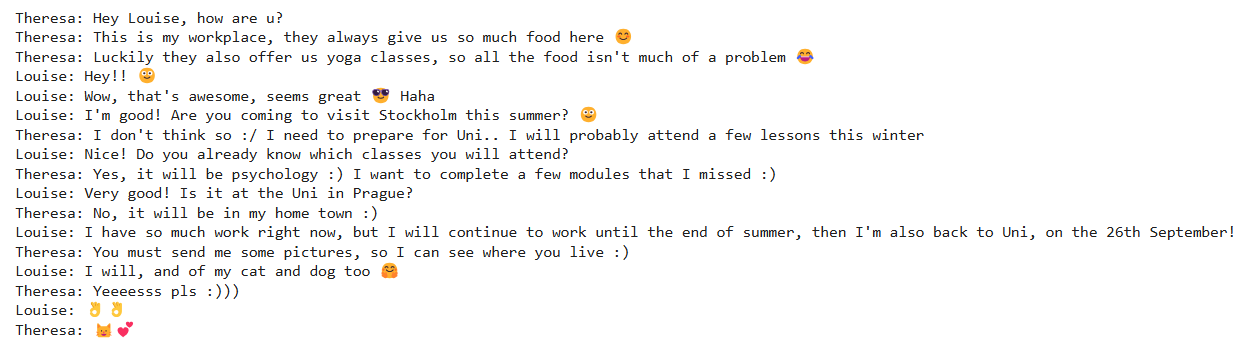 Theresa: Hey Louise, how are u?
Theresa: This is my workplace, they always give us so much food here 😊
Theresa: Luckily they also offer us yoga classes, so all the food isn't much of a problem 😂
Louise: Hey!! 🙂
Louise: Wow, that's awesome, seems great 😎 Haha
Louise: I'm good! Are you coming to visit Stockholm this summer? 🙂
Theresa: I don't think so :/ I need to prepare for Uni.. I will probably attend a few lessons this winter
Louise: Nice! Do you already know which classes you will attend?
Theresa: Yes, it will be psychology :) I want to complete a few modules that I missed :)
Louise: Very good! Is it at the Uni in Prague?
Theresa: No, it will be in my home town :)
Louise: I have so much work right now, but I will continue to work until the end of summer, then I'm also back to Uni, on the 26th September!
Theresa: You must send me some pictures, so I can see where you live :)
Louise: I will, and of my cat and dog too 🤗
Theresa: Yeeeesss pls :)))
Louise: 👌👌
Theresa: 😺💕